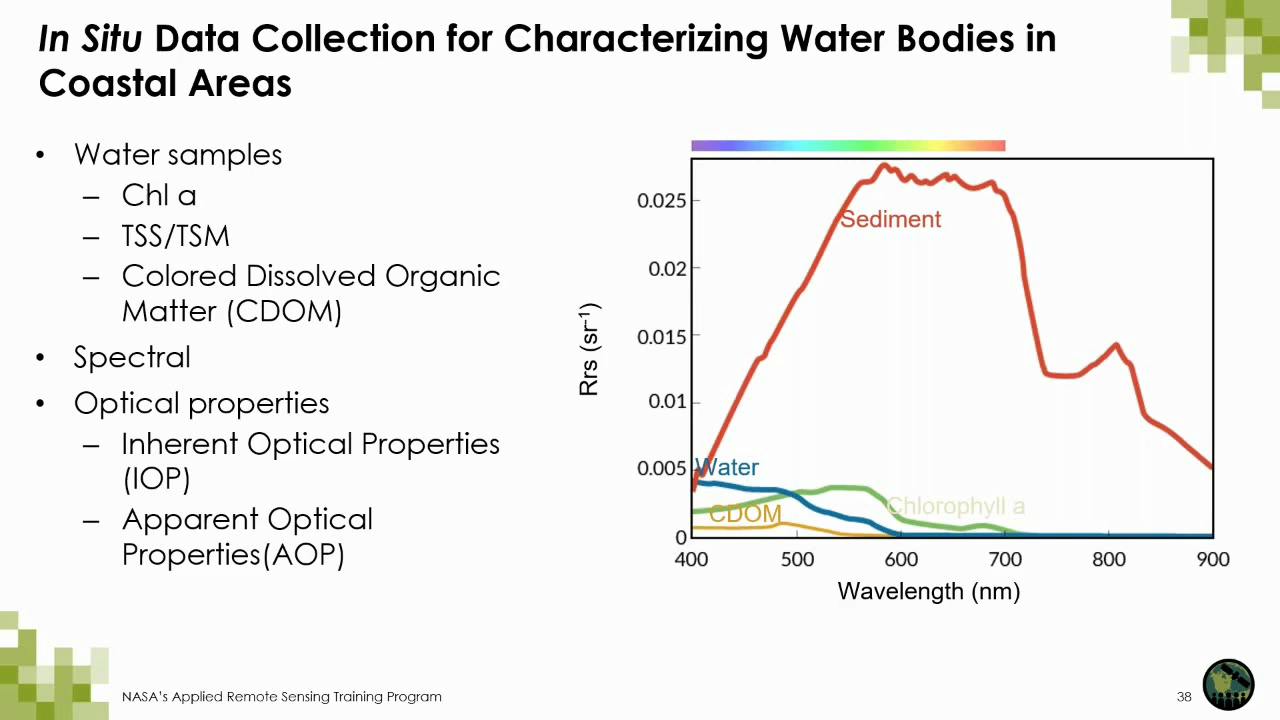 In Situ Data Collection for Characterizing Water Bodies in
Coastal Areas
• Water samples
– Chl a
– TSS/TSM
– Colored Dissolved Organic
Matter (CDOM)
• Spectral
• Optical properties
– Inherent Optical Properties
(IOP)
– Apparent Optical
Properties(AOP)
Rrs (sr-1)
0.025
0.02
0.015
0.01
0.005
0
Sediment
Water
CDOM
Chlorophyll a
400 500 600 700 800 900
Wavelength (nm)
NASA's Applied Remote Sensing Training Program
38